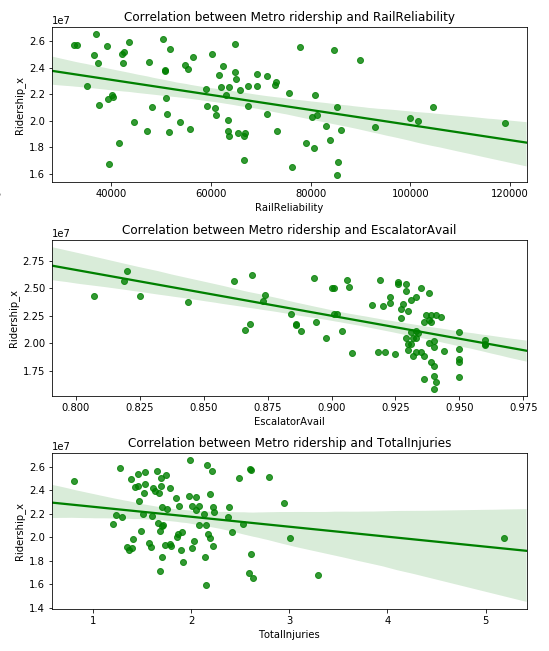 Correlation between Metro ridership and RailReliability
1e7
2.6
2.4
2.2
2.0
1.8
1.6
Ridership_x
40000 60000 80000 100000 120000
RailReliability
Correlation between Metro ridership and EscalatorAvail
1e7
2.75
2.50
2.25
2.00
1.75
Ridership_x
0.800 0.825 0.850 0.875 0.900 0.925 0.950 0.975
EscalatorAvail
Correlation between Metro ridership and TotalInjuries
1e7
2.6
2.4
2.2
2.0
1.8
1.6
1.4
Ridership_x
1 2 3 4 5
TotalInjuries